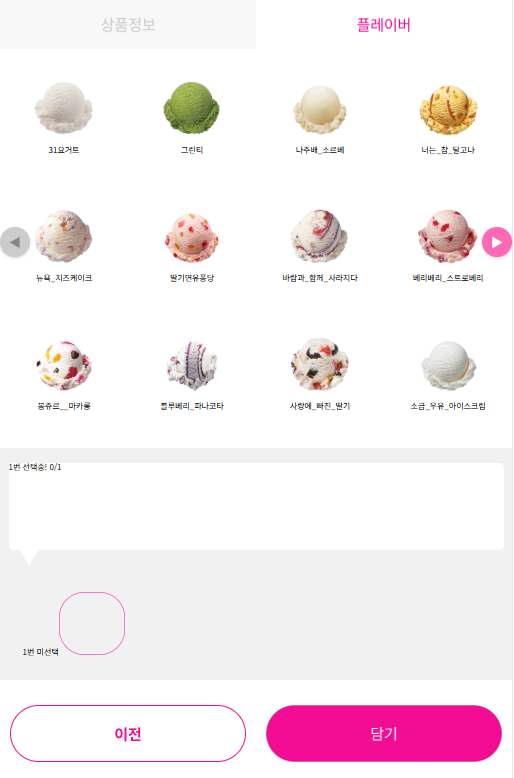 상품정보 플레이버
31요거트 그린티 나주배_소르베 너는_참_달고나
뉴욕_치즈케이크 딸기연유퐁당 바람과_함께_사라지다 베리베리_스트로베리
봉쥬르__마카롱 블루베리_파나코타 사랑에_빠진_딸기 소금_우유_아이스크림
1번 선택중! 0/1
1번 미선택
이전 담기